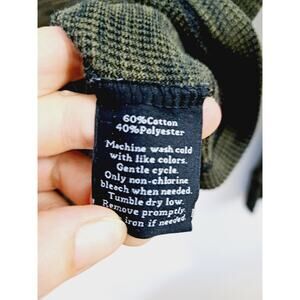 60%Cotton
40%Polyester
Machine wash cold
with like colors.
Gentle cycle.
Only non-chlorine
bleach when needed.
Tumble dry low.
Remove promptly.
iron if needed.